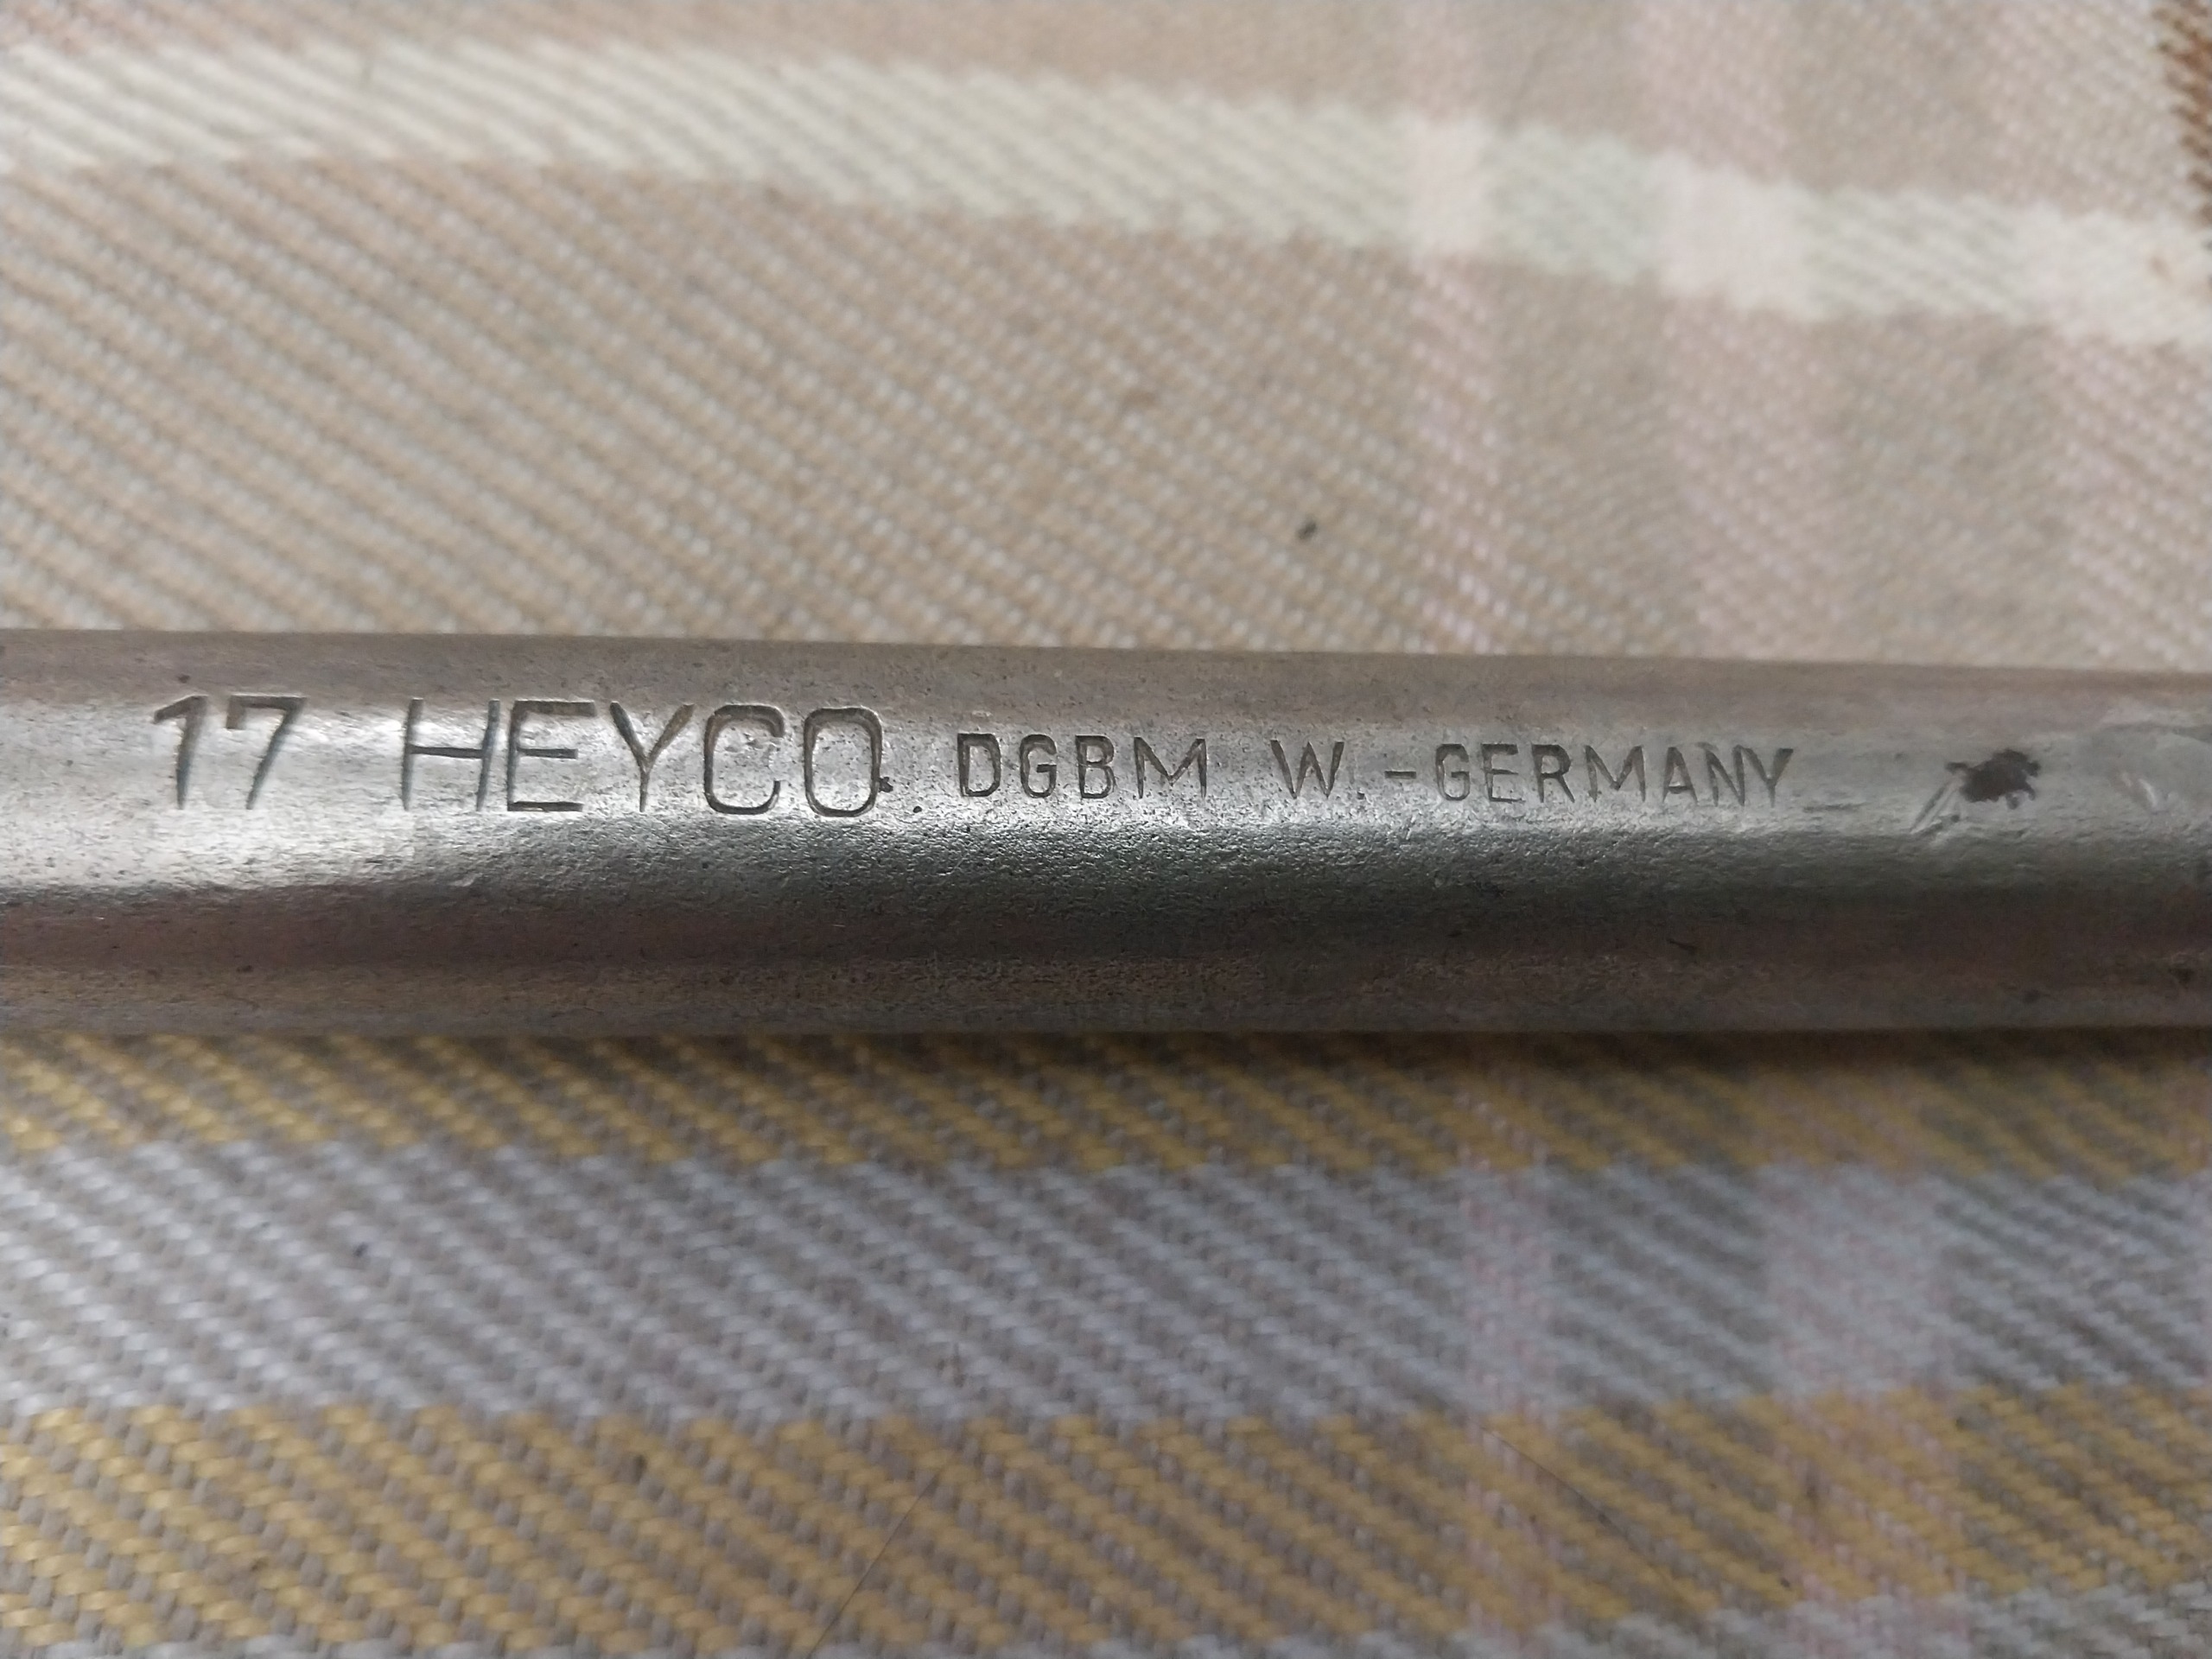 17 HEYCO DGBM W.-GERMANY